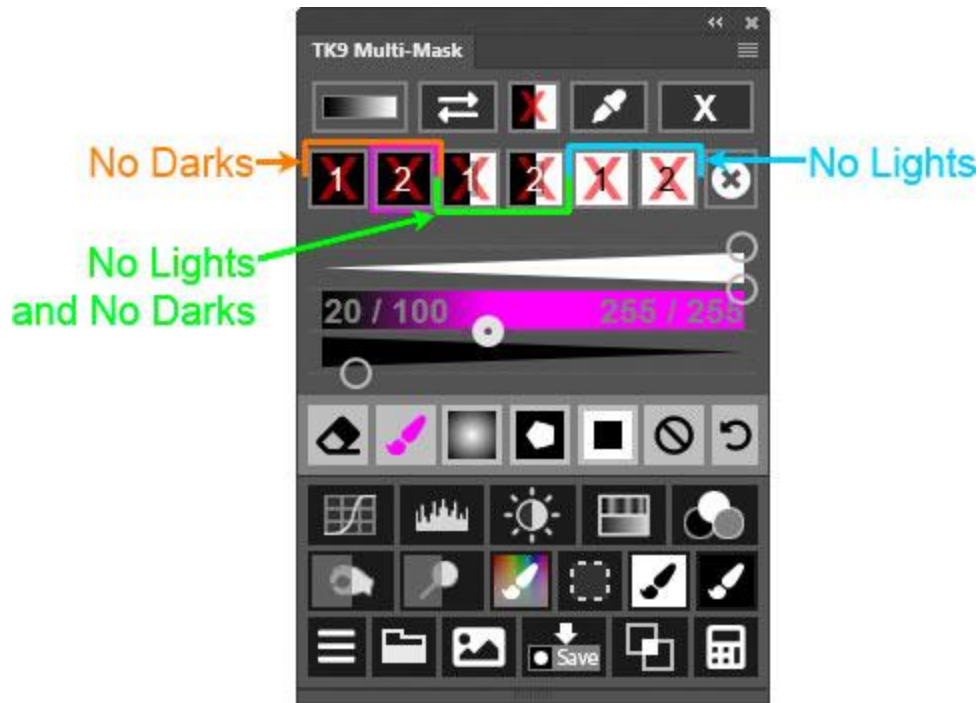 TK9 Multi-Mask
X
X
No Darks
1 2 1 2 1 2
No Lights
No Lights
and No Darks
20 / 100 255 / 255
Save